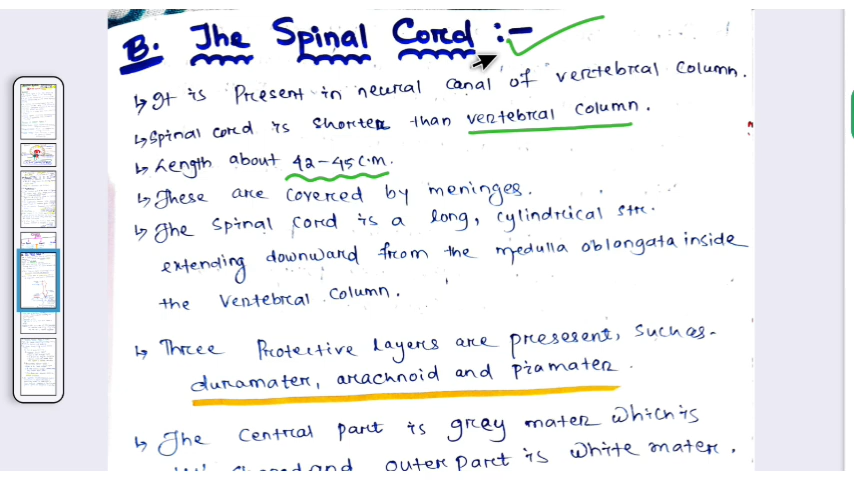 B. The Spinal Cord :-
↳ It is Present in neural canal of vertebral column.
↳ Spinal cord is shorter than vertebral column.
↳ Length about 42-45 C.M.
↳ These are covered by meninges.
↳ The spinal cord is a long, cylindrical str.
extending downward from the medulla oblongata inside
the vertebral column.
↳ Three Protective layers are presesent, such as-
duramater, arachnoid and piamater.
↳ The central part is gray mater which is
shaped and outer part is white mater.